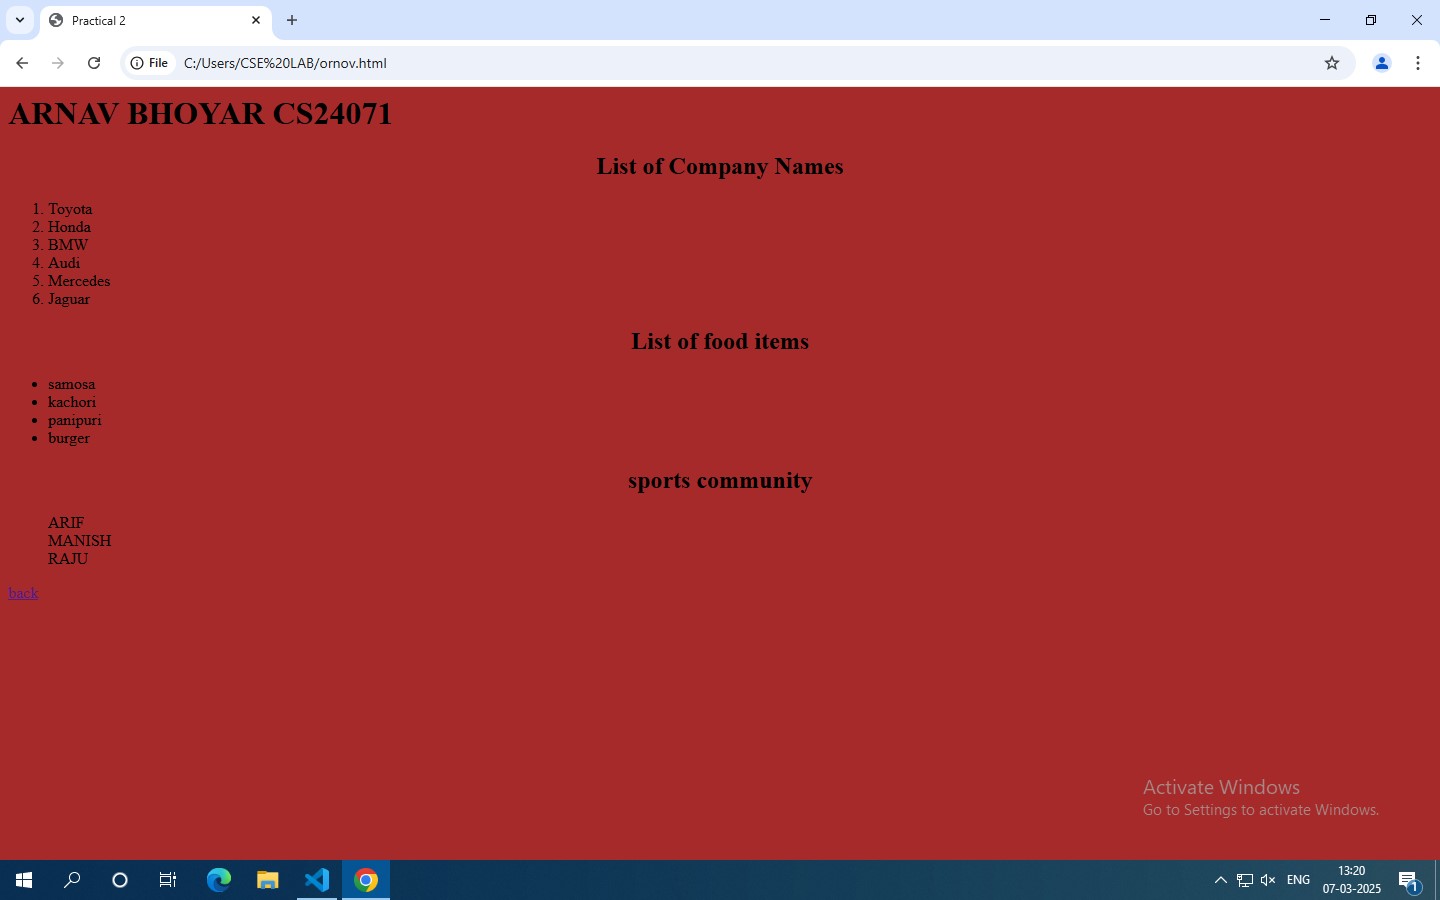 Practical 2
File
C:/Users/CSE%20LAB/ornov.html
ARNAV BHOYAR CS24071
List of Company Names
1. Toyota
2. Honda
3. BMW
4. Audi
5. Mercedes
6. Jaguar
List of food items
• samosa
• kachori
• panipuri
• burger
sports community
ARIF
MANISH
RAJU
back
Activate Windows
Go to Settings to activate Windows.
ENG
13:20
07-03-2025
1